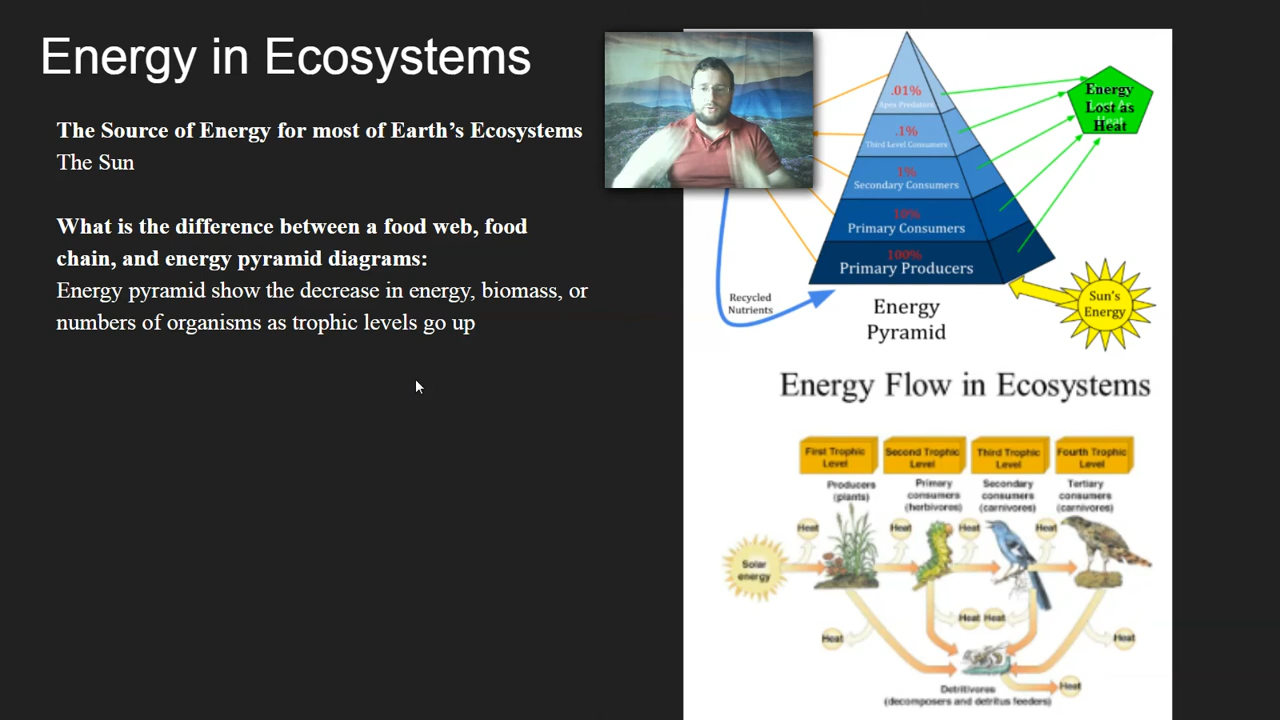 Energy in Ecosystems
The Source of Energy for most of Earth's Ecosystems
The Sun
What is the difference between a food web, food
chain, and energy pyramid diagrams:
Energy pyramid show the decrease in energy, biomass, or
numbers of organisms as trophic levels go up
.01%
Apex Predators
.1%
Third Level Consumers
1%
Secondary Consumers
10%
Primary Consumers
100%
Primary Producers
Energy
Lost as
Heat
Recycled
Nutrients
Energy
Pyramid
Sun's
Energy
Energy Flow in Ecosystems
First Trophic
Level
Second Trophic
Level
Third Trophic
Level
Fourth Trophic
Level
Producers
(plants)
Primary
consumers
(herbivores)
Secondary
consumers
(carnivores)
Tertiary
consumers
(carnivores)
Heat
Heat
Heat
Heat
Solar
energy
Heat
Heat
Heat
Heat
Heat
Detritivores
(decomposers and detritus feeders)